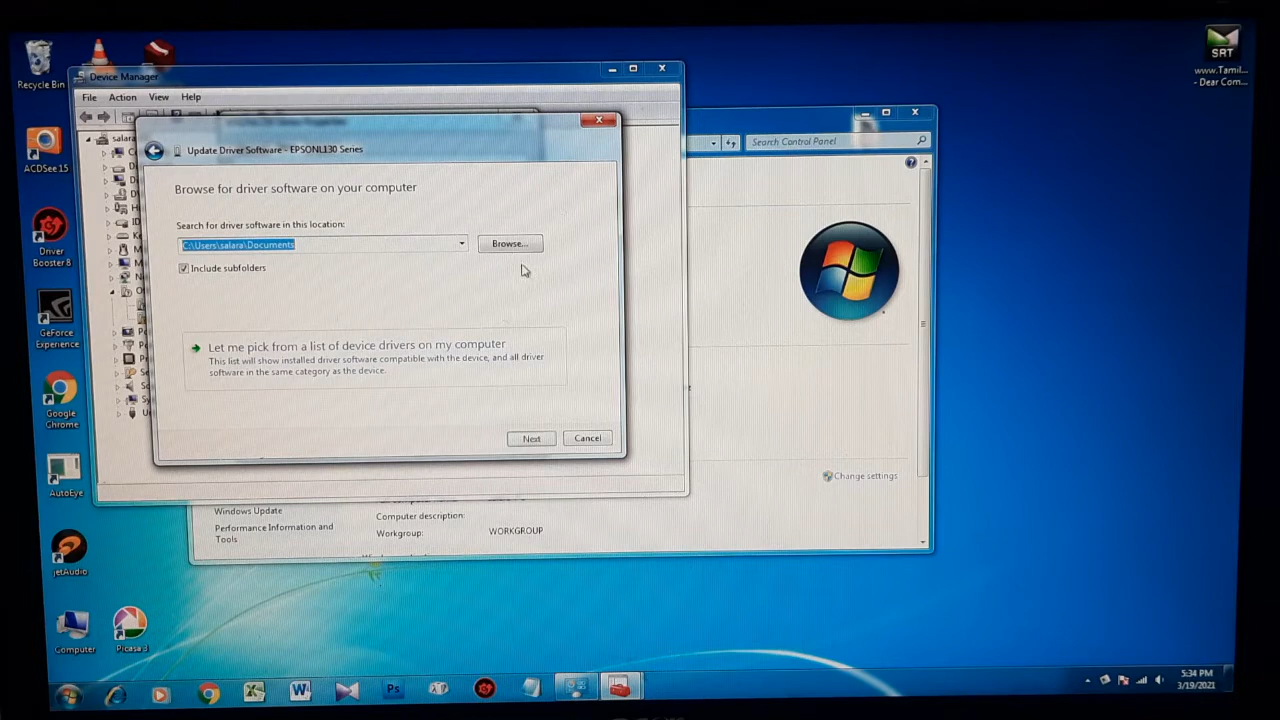 Recycle Bin
ACDSee 15
Driver
Booster 8
GeForce
Experience
Google
Chrome
AutoEye
jetAudio
Computer
Picasa3
SRT
www.Tamil...
- Dear Com...
Device Manager
File Action View Help
salara
Update Driver Software - EPSONL130 Series
Browse for driver software on your computer
Search for driver software in this location:
C:\Users\salara\Documents
Browse...
Include subfolders
Let me pick from a list of device drivers on my computer
This list will show installed driver software compatible with the device, and all driver
software in the same category as the device.
Next
Cancel
Search Control Panel
Change settings
Windows Update
Performance Information and
Tools
Computer description:
Workgroup:
WORKGROUP
Ps
5:34 PM
3/19/2021